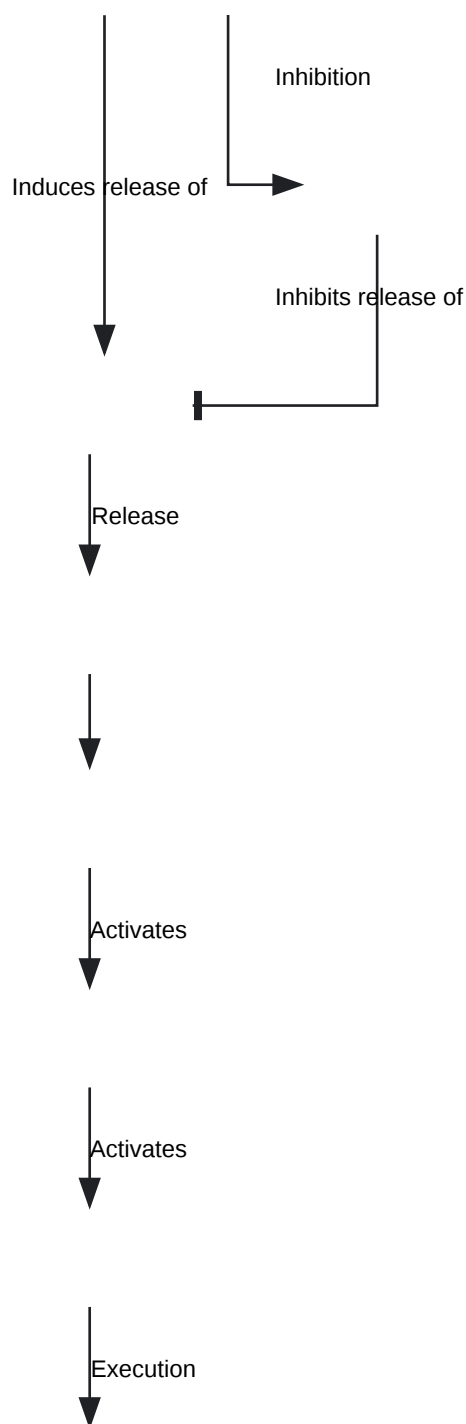 Inhibition
Induces release of
Inhibits release of
Release
Activates
Activates
Execution